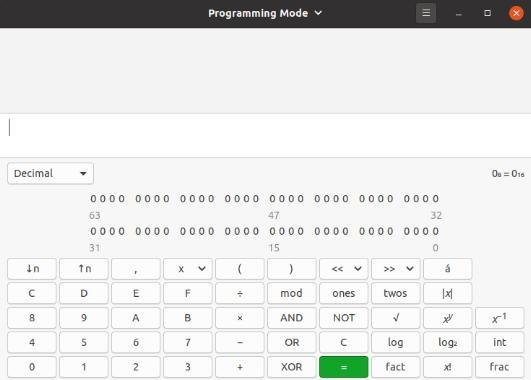 Programming Mode
Decimal
0₈ = 0₁₆
0000 0000 0000 0000 0000 0000 0000 0000
63 47 32
0000 0000 0000 0000 0000 0000 0000 0000
31 15 0
↓n ↑n , x ( ) << >> á
C D E F ÷ mod ones twos |x|
8 9 A B × AND NOT √ xʸ x⁻¹
4 5 6 7 − OR C log log₂ int
0 1 2 3 + XOR = fact x! frac